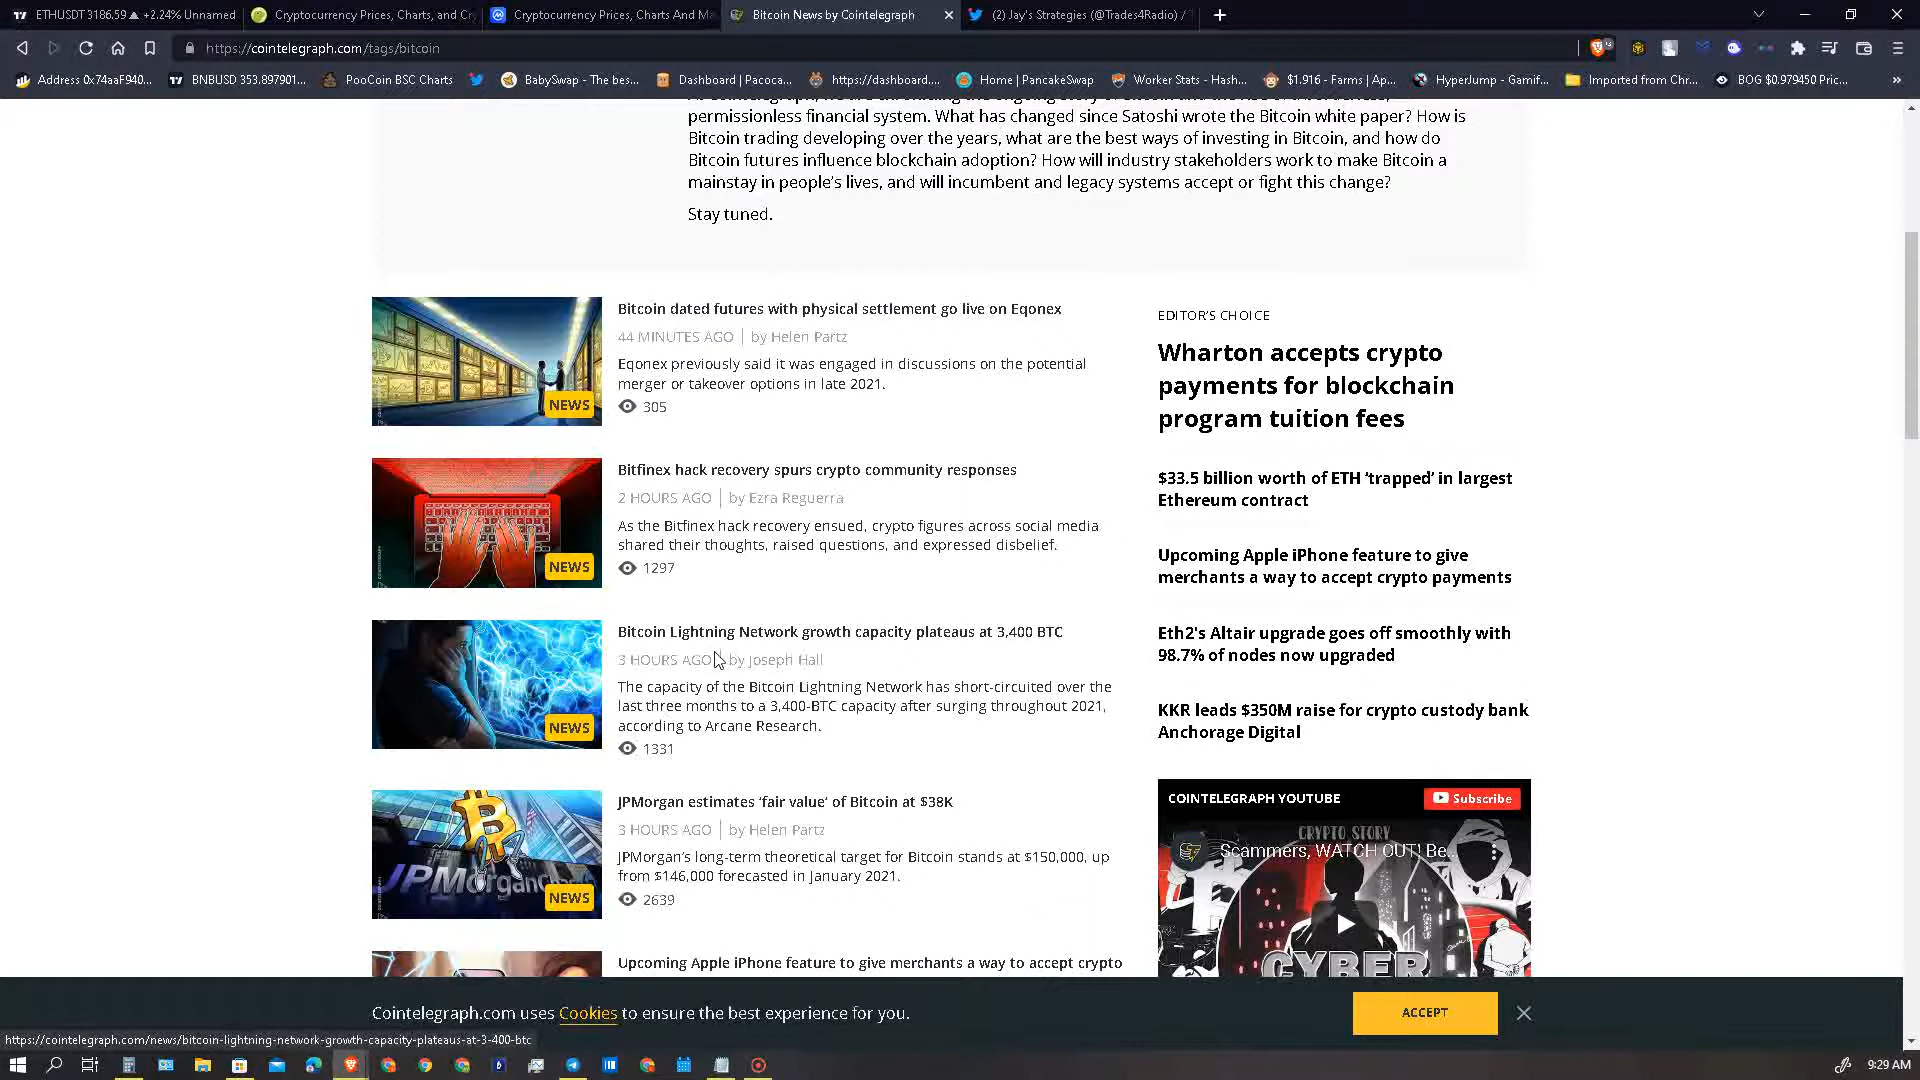 ETHUSDT 3186.59 ▲ +2.24% Unnamed
Cryptocurrency Prices, Charts, and Cr
Cryptocurrency Prices, Charts And Ma
Bitcoin News by Cointelegraph
(2) Jay's Strategies (@Trades4Radio) /
https://cointelegraph.com/tags/bitcoin
Address 0x74aaF940...
BNBUSD 353.897901...
PooCoin BSC Charts
BabySwap - The bes...
Dashboard | Pacoca...
https://dashboard....
Home | PancakeSwap
Worker Stats - Hash...
$1.916 - Farms | Ap...
HyperJump - Gamif...
Imported from Chr...
BOG $0.979450 Pric...
permissionless financial system. What has changed since Satoshi wrote the Bitcoin white paper? How is
Bitcoin trading developing over the years, what are the best ways of investing in Bitcoin, and how do
Bitcoin futures influence blockchain adoption? How will industry stakeholders work to make Bitcoin a
mainstay in people's lives, and will incumbent and legacy systems accept or fight this change?
Stay tuned.
Bitcoin dated futures with physical settlement go live on Eqonex
44 MINUTES AGO | by Helen Partz
Eqonex previously said it was engaged in discussions on the potential
merger or takeover options in late 2021.
NEWS
305
Bitfinex hack recovery spurs crypto community responses
2 HOURS AGO | by Ezra Reguerra
As the Bitfinex hack recovery ensued, crypto figures across social media
shared their thoughts, raised questions, and expressed disbelief.
NEWS
1297
Bitcoin Lightning Network growth capacity plateaus at 3,400 BTC
3 HOURS AGO | by Joseph Hall
The capacity of the Bitcoin Lightning Network has short-circuited over the
last three months to a 3,400-BTC capacity after surging throughout 2021,
according to Arcane Research.
NEWS
1331
JPMorgan estimates ‘fair value’ of Bitcoin at $38K
3 HOURS AGO | by Helen Partz
JPMorgan's long-term theoretical target for Bitcoin stands at $150,000, up
from $146,000 forecasted in January 2021.
NEWS
2639
Upcoming Apple iPhone feature to give merchants a way to accept crypto
EDITOR'S CHOICE
Wharton accepts crypto
payments for blockchain
program tuition fees
$33.5 billion worth of ETH ‘trapped’ in largest
Ethereum contract
Upcoming Apple iPhone feature to give
merchants a way to accept crypto payments
Eth2's Altair upgrade goes off smoothly with
98.7% of nodes now upgraded
KKR leads $350M raise for crypto custody bank
Anchorage Digital
COINTELEGRAPH YOUTUBE
Subscribe
CRYPTO STORY
Scammers, WATCH OUT! Be...
CYBER
Cointelegraph.com uses Cookies to ensure the best experience for you.
ACCEPT
https://cointelegraph.com/news/bitcoin-lightning-network-growth-capacity-plateaus-at-3-400-btc
9:29 AM